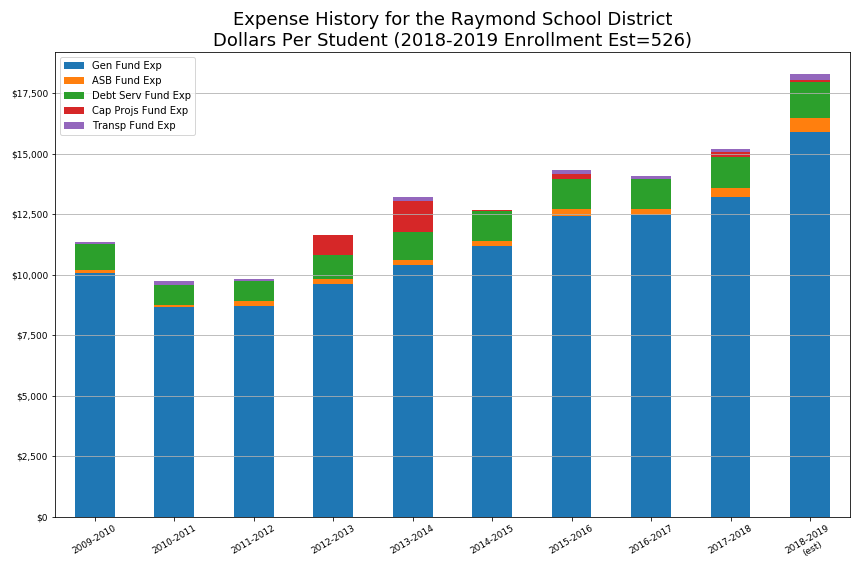 Expense History for the Raymond School District
Dollars Per Student (2018-2019 Enrollment Est=526)
Gen Fund Exp
ASB Fund Exp
Debt Serv Fund Exp
Cap Projs Fund Exp
Transp Fund Exp
$17,500
$15,000
$12,500
$10,000
$7,500
$5,000
$2,500
$0
2009-2010
2010-2011
2011-2012
2012-2013
2013-2014
2014-2015
2015-2016
2016-2017
2017-2018
2018-2019
(est)